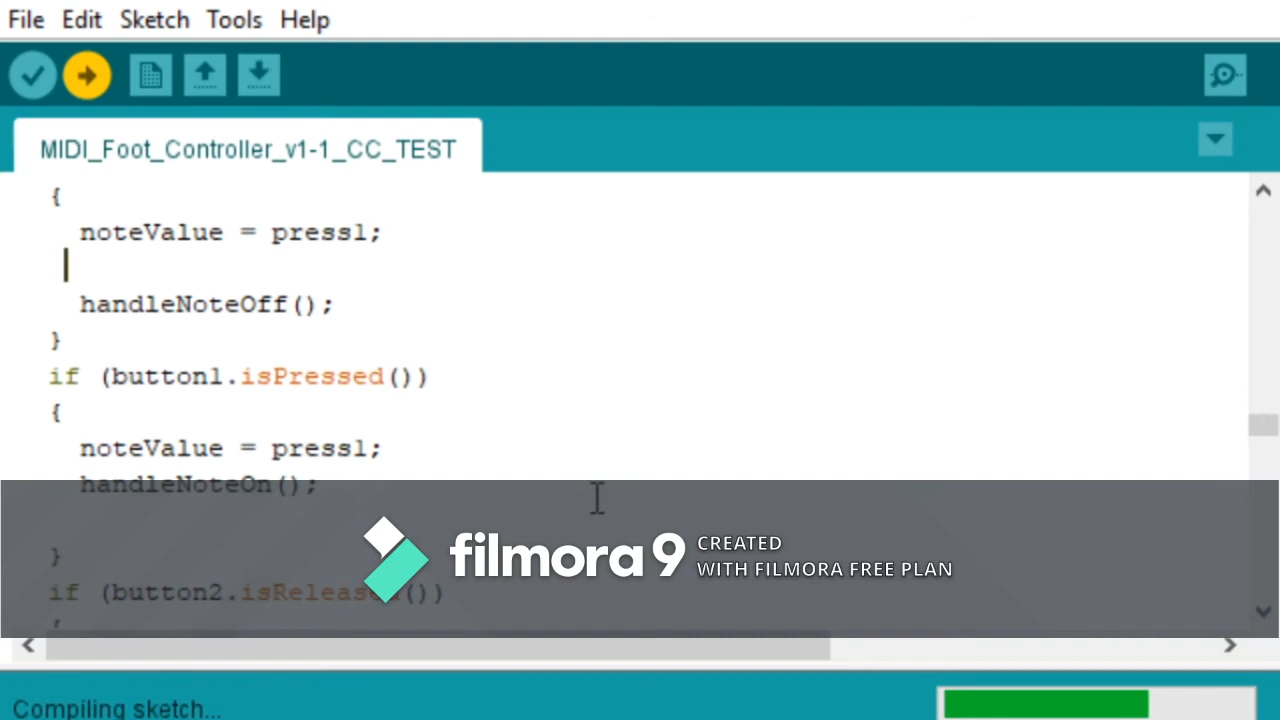 File Edit Sketch Tools Help
MIDI_Foot_Controller_v1-1_CC_TEST
{
noteValue = press1;
handleNoteOff();
}
if (button1.isPressed())
{
noteValue = press1;
handleNoteOn();
}
if (button2.isReleased())
{
filmora9 CREATED
WITH FILMORA FREE PLAN
Compiling sketch...